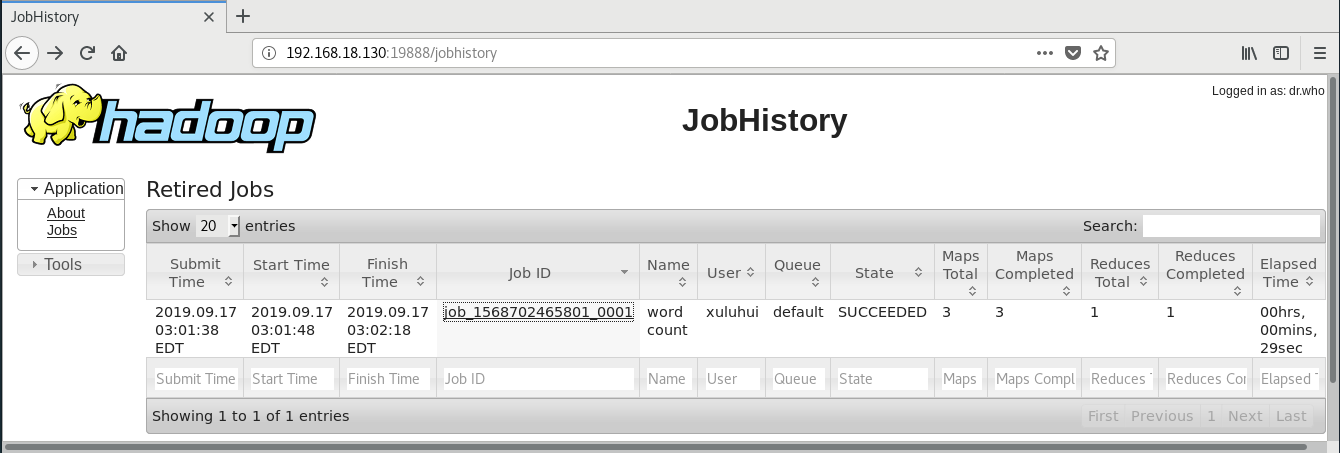 JobHistory
192.168.18.130:19888/jobhistory
Logged in as: dr.who
hadoop
JobHistory
Application
About
Jobs
Tools
Retired Jobs
Show 20 entries
Search:
Submit Time
Start Time
Finish Time
Job ID
Name
User
Queue
State
Maps Total
Maps Completed
Reduces Total
Reduces Completed
Elapsed Time
2019.09.17 03:01:38 EDT
2019.09.17 03:01:48 EDT
2019.09.17 03:02:18 EDT
job_1568702465801_0001
word count
xuluhui
default
SUCCEEDED
3
3
1
1
00hrs, 00mins, 29sec
Submit Time
Start Time
Finish Time
Job ID
Name
User
Queue
State
Maps
Maps Compl
Reduces
Reduces Cor
Elapsed
Showing 1 to 1 of 1 entries
First Previous 1 Next Last